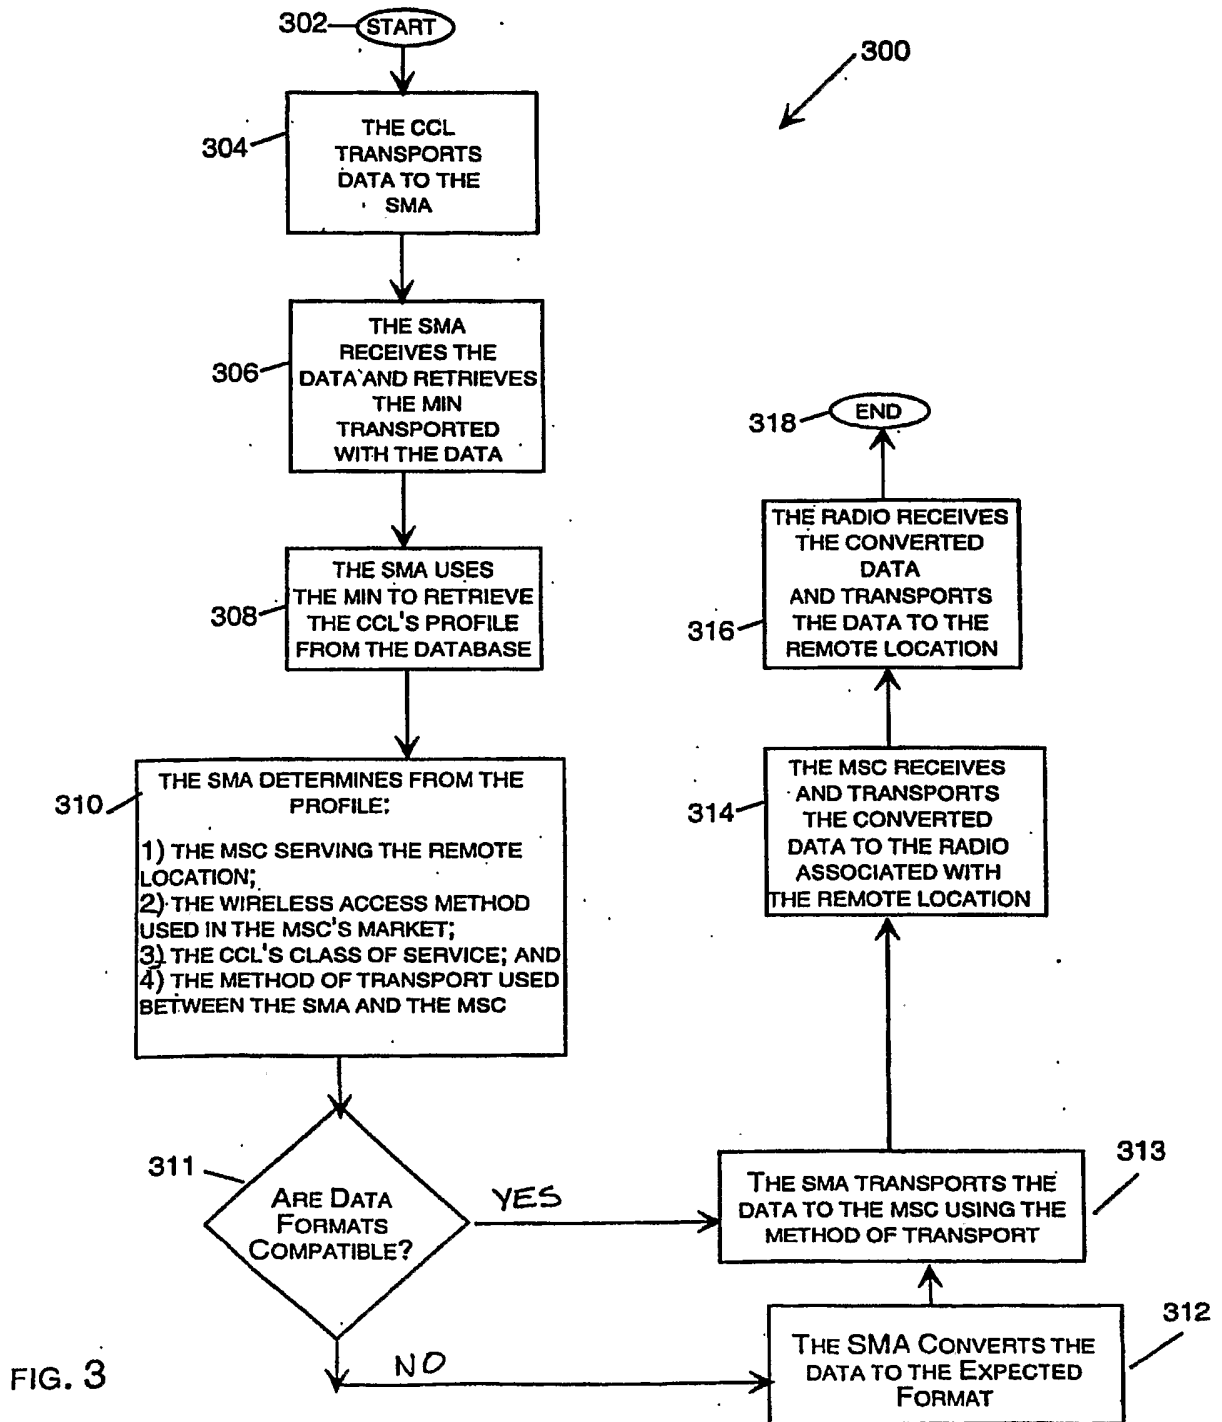 302
START
300
304
THE CCL
TRANSPORTS
DATA TO THE
SMA
306
THE SMA
RECEIVES THE
DATA AND RETRIEVES
THE MIN
TRANSPORTED
WITH THE DATA
308
THE SMA USES
THE MIN TO RETRIEVE
THE CCL'S PROFILE
FROM THE DATABASE
310
THE SMA DETERMINES FROM THE
PROFILE:
1) THE MSC SERVING THE REMOTE
LOCATION;
2) THE WIRELESS ACCESS METHOD
USED IN THE MSC'S MARKET;
3) THE CCL'S CLASS OF SERVICE; AND
4) THE METHOD OF TRANSPORT USED
BETWEEN THE SMA AND THE MSC
311
ARE DATA
FORMATS
COMPATIBLE?
YES
NO
312
THE SMA CONVERTS THE
DATA TO THE EXPECTED
FORMAT
313
THE SMA TRANSPORTS THE
DATA TO THE MSC USING THE
METHOD OF TRANSPORT
314
THE MSC RECEIVES
AND TRANSPORTS
THE CONVERTED
DATA TO THE RADIO
ASSOCIATED WITH
THE REMOTE LOCATION
316
THE RADIO RECEIVES
THE CONVERTED
DATA
AND TRANSPORTS
THE DATA TO THE
REMOTE LOCATION
318
END
FIG. 3